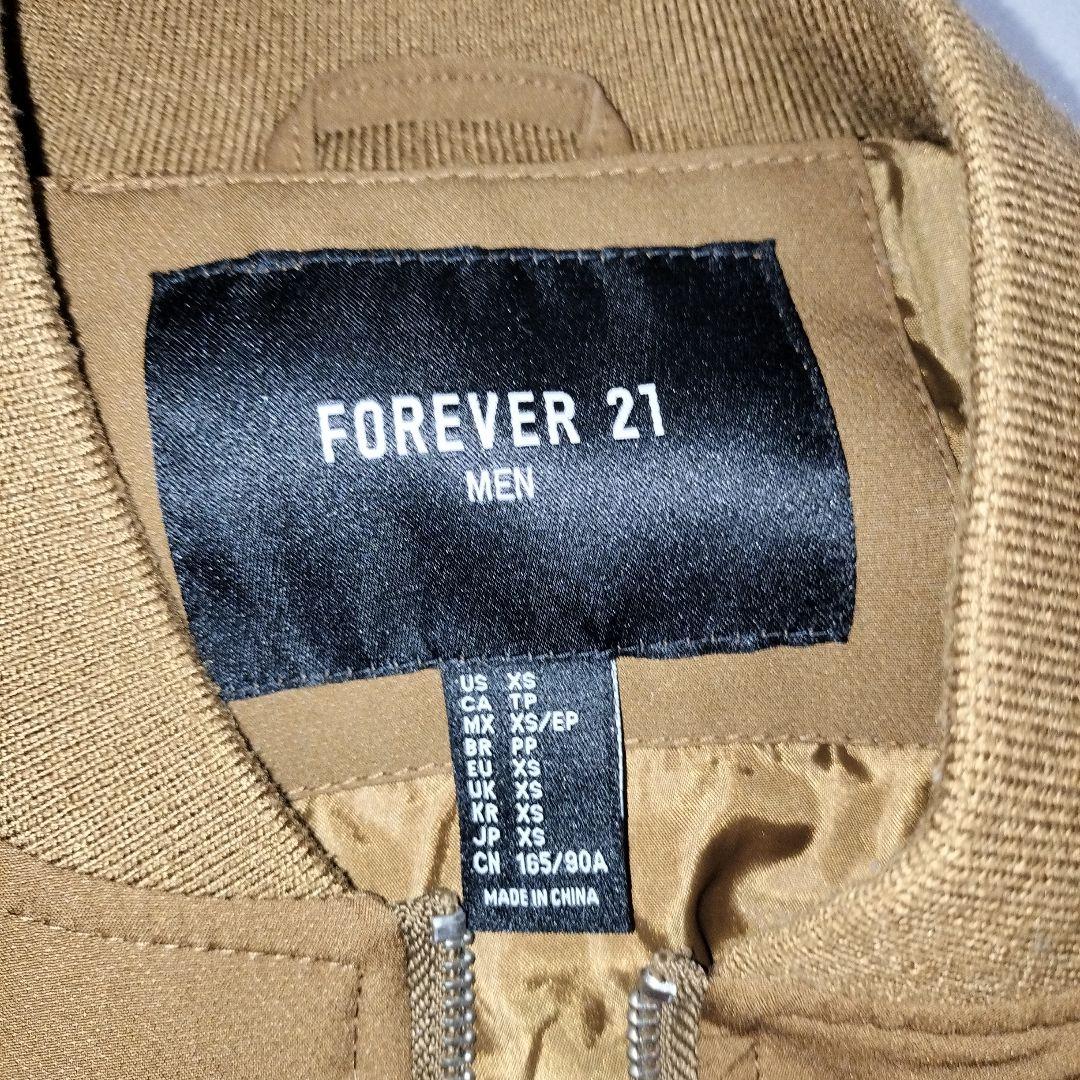 FOREVER 21
MEN
US XS
CA TP
MX XS/EP
BR PP
EU XS
UK XS
KR XS
JP XS
CN 165/90A
MADE IN CHINA